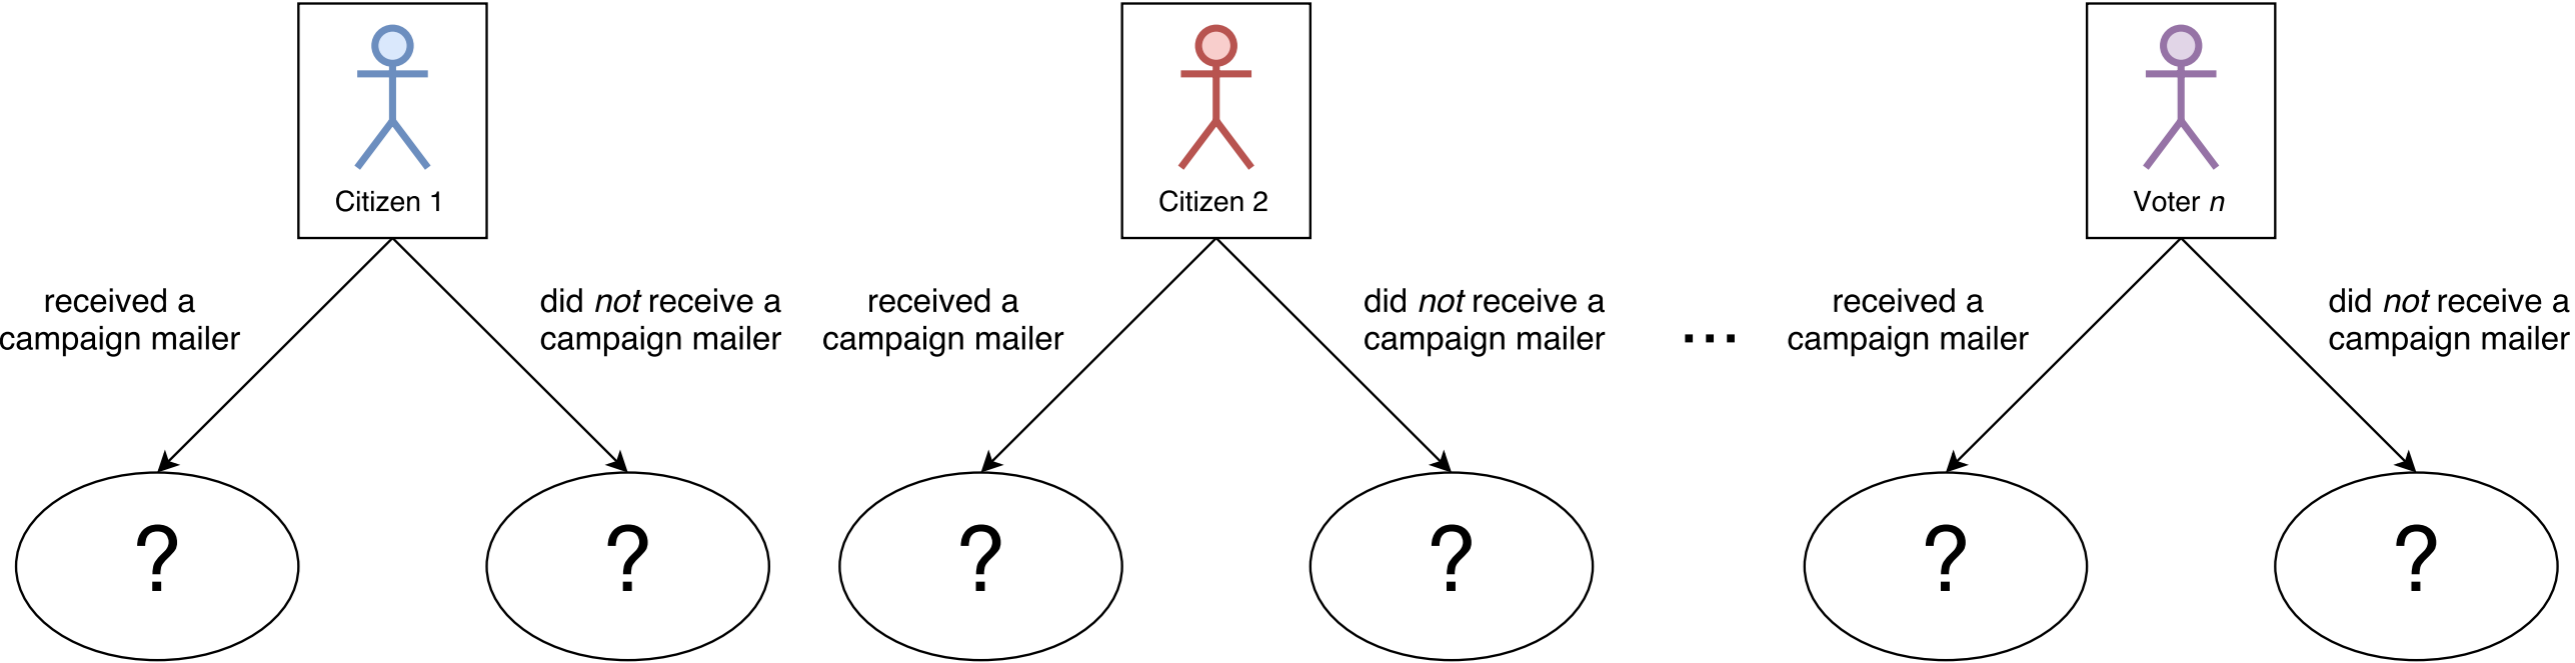 Citizen 1
Citizen 2
Voter n
received a
campaign mailer
did not receive a
campaign mailer
received a
campaign mailer
did not receive a
campaign mailer
...
received a
campaign mailer
did not receive a
campaign mailer
?
?
?
?
?
?